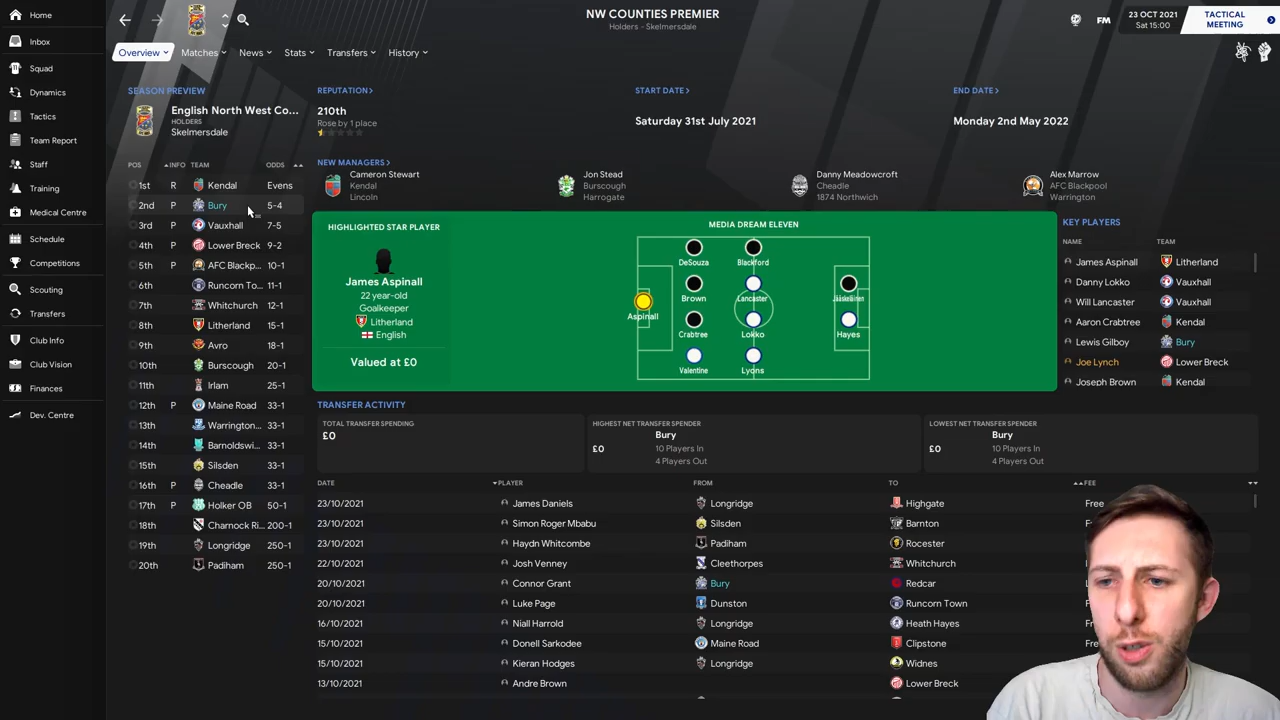 Home
Inbox
Squad
Dynamics
Tactics
Team Report
Staff
Training
Medical Centre
Schedule
Competitions
Scouting
Transfers
Club Info
Club Vision
Finances
Dev. Centre
NW COUNTIES PREMIER
Holders - Skelmersdale
FM
23 OCT 2021
Sat 15:00
TACTICAL
MEETING
Overview
Matches
News
Stats
Transfers
History
SEASON PREVIEW
English North West Co...
HOLDERS
Skelmersdale
REPUTATION>
210th
Rose by 1 place
START DATE>
Saturday 31st July 2021
END DATE>
Monday 2nd May 2022
NEW MANAGERS >
Cameron Stewart
Kendal
Lincoln
Jon Stead
Burscough
Harrogate
Danny Meadowcroft
Cheadle
1874 Northwich
Alex Marrow
AFC Blackpool
Warrington
POS INFO TEAM ODDS
1st R Kendal Evens
2nd P Bury 5-4
3rd P Vauxhall 7-5
4th P Lower Breck 9-2
5th P AFC Blackp... 10-1
6th Runcorn To... 11-1
7th Whitchurch 12-1
8th Litherland 15-1
9th Avro 18-1
10th Burscough 20-1
11th Irlam 25-1
12th P Maine Road 33-1
13th Warrington... 33-1
14th Barnoldswi... 33-1
15th Silsden 33-1
16th P Cheadle 33-1
17th P Holker OB 50-1
18th Charnock Ri... 200-1
19th Longridge 250-1
20th Padiham 250-1
HIGHLIGHTED STAR PLAYER
James Aspinall
22 year-old
Goalkeeper
Litherland
English
Valued at £0
MEDIA DREAM ELEVEN
DeSouza
Blackford
Brown
Lancaster
Jääskeläinen
Aspinall
Crabtree
Lokko
Hayes
Valentine
Lyons
KEY PLAYERS
NAME TEAM
James Aspinall Litherland
Danny Lokko Vauxhall
Will Lancaster Vauxhall
Aaron Crabtree Kendal
Lewis Gilboy Bury
Joe Lynch Lower Breck
Joseph Brown Kendal
TRANSFER ACTIVITY
TOTAL TRANSFER SPENDING
£0
HIGHEST NET TRANSFER SPENDER
£0
Bury
10 Players In
4 Players Out
LOWEST NET TRANSFER SPENDER
£0
Bury
10 Players In
4 Players Out
DATE PLAYER FROM TO FEE
23/10/2021 James Daniels Longridge Highgate Free
23/10/2021 Simon Roger Mbabu Silsden Barnton
23/10/2021 Haydn Whitcombe Padiham Rocester
22/10/2021 Josh Venney Cleethorpes Whitchurch
20/10/2021 Connor Grant Bury Redcar
20/10/2021 Luke Page Dunston Runcorn Town
16/10/2021 Niall Harrold Longridge Heath Hayes
15/10/2021 Donell Sarkodee Maine Road Clipstone
15/10/2021 Kieran Hodges Longridge Widnes
13/10/2021 Andre Brown Lower Breck